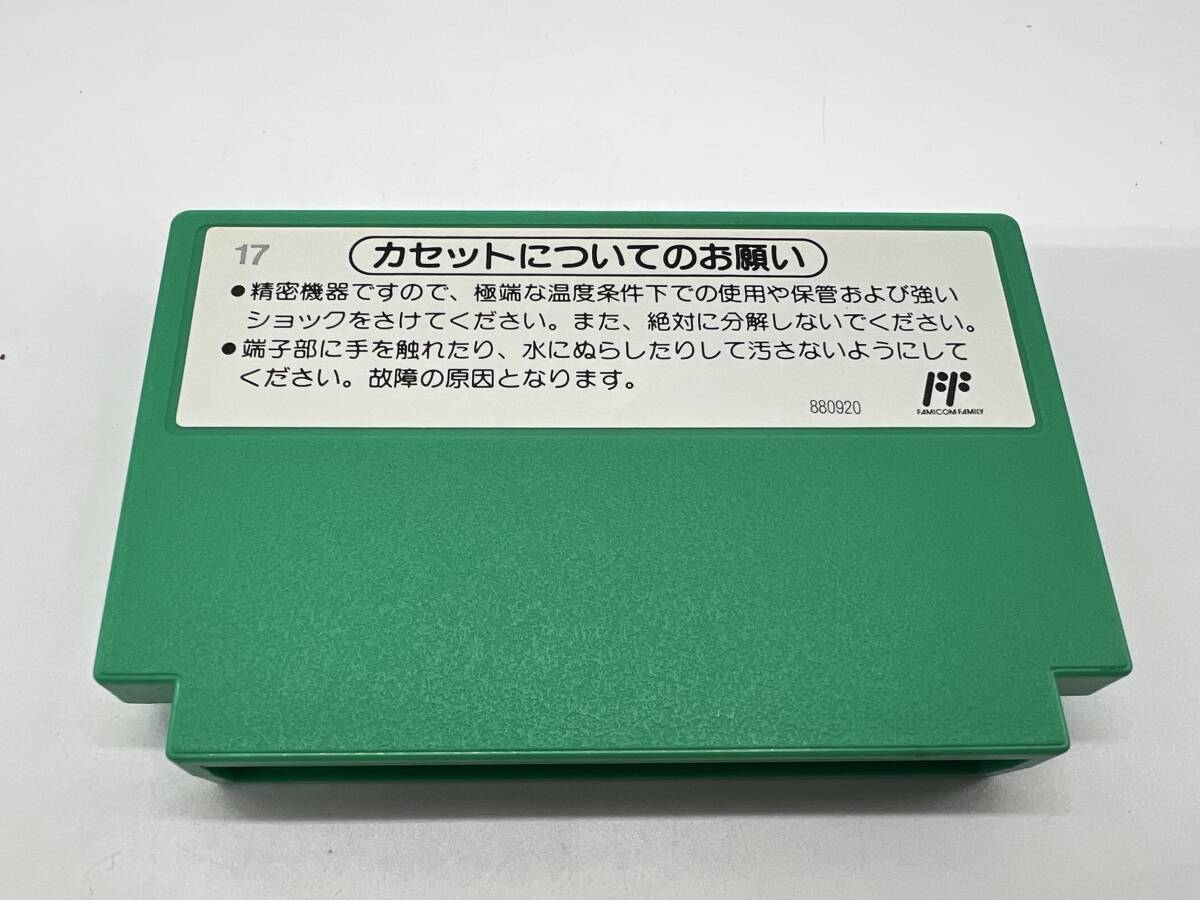 17
カセットについてのお願い
●精密機器ですので、極端な温度条件下での使用や保管および強い
ショックをさけてください。また、絶対に分解しないでください。
●端子部に手を触れたり、水にぬらしたりして汚さないようにして
ください。故障の原因となります。
880920
FAMICOM FAMILY